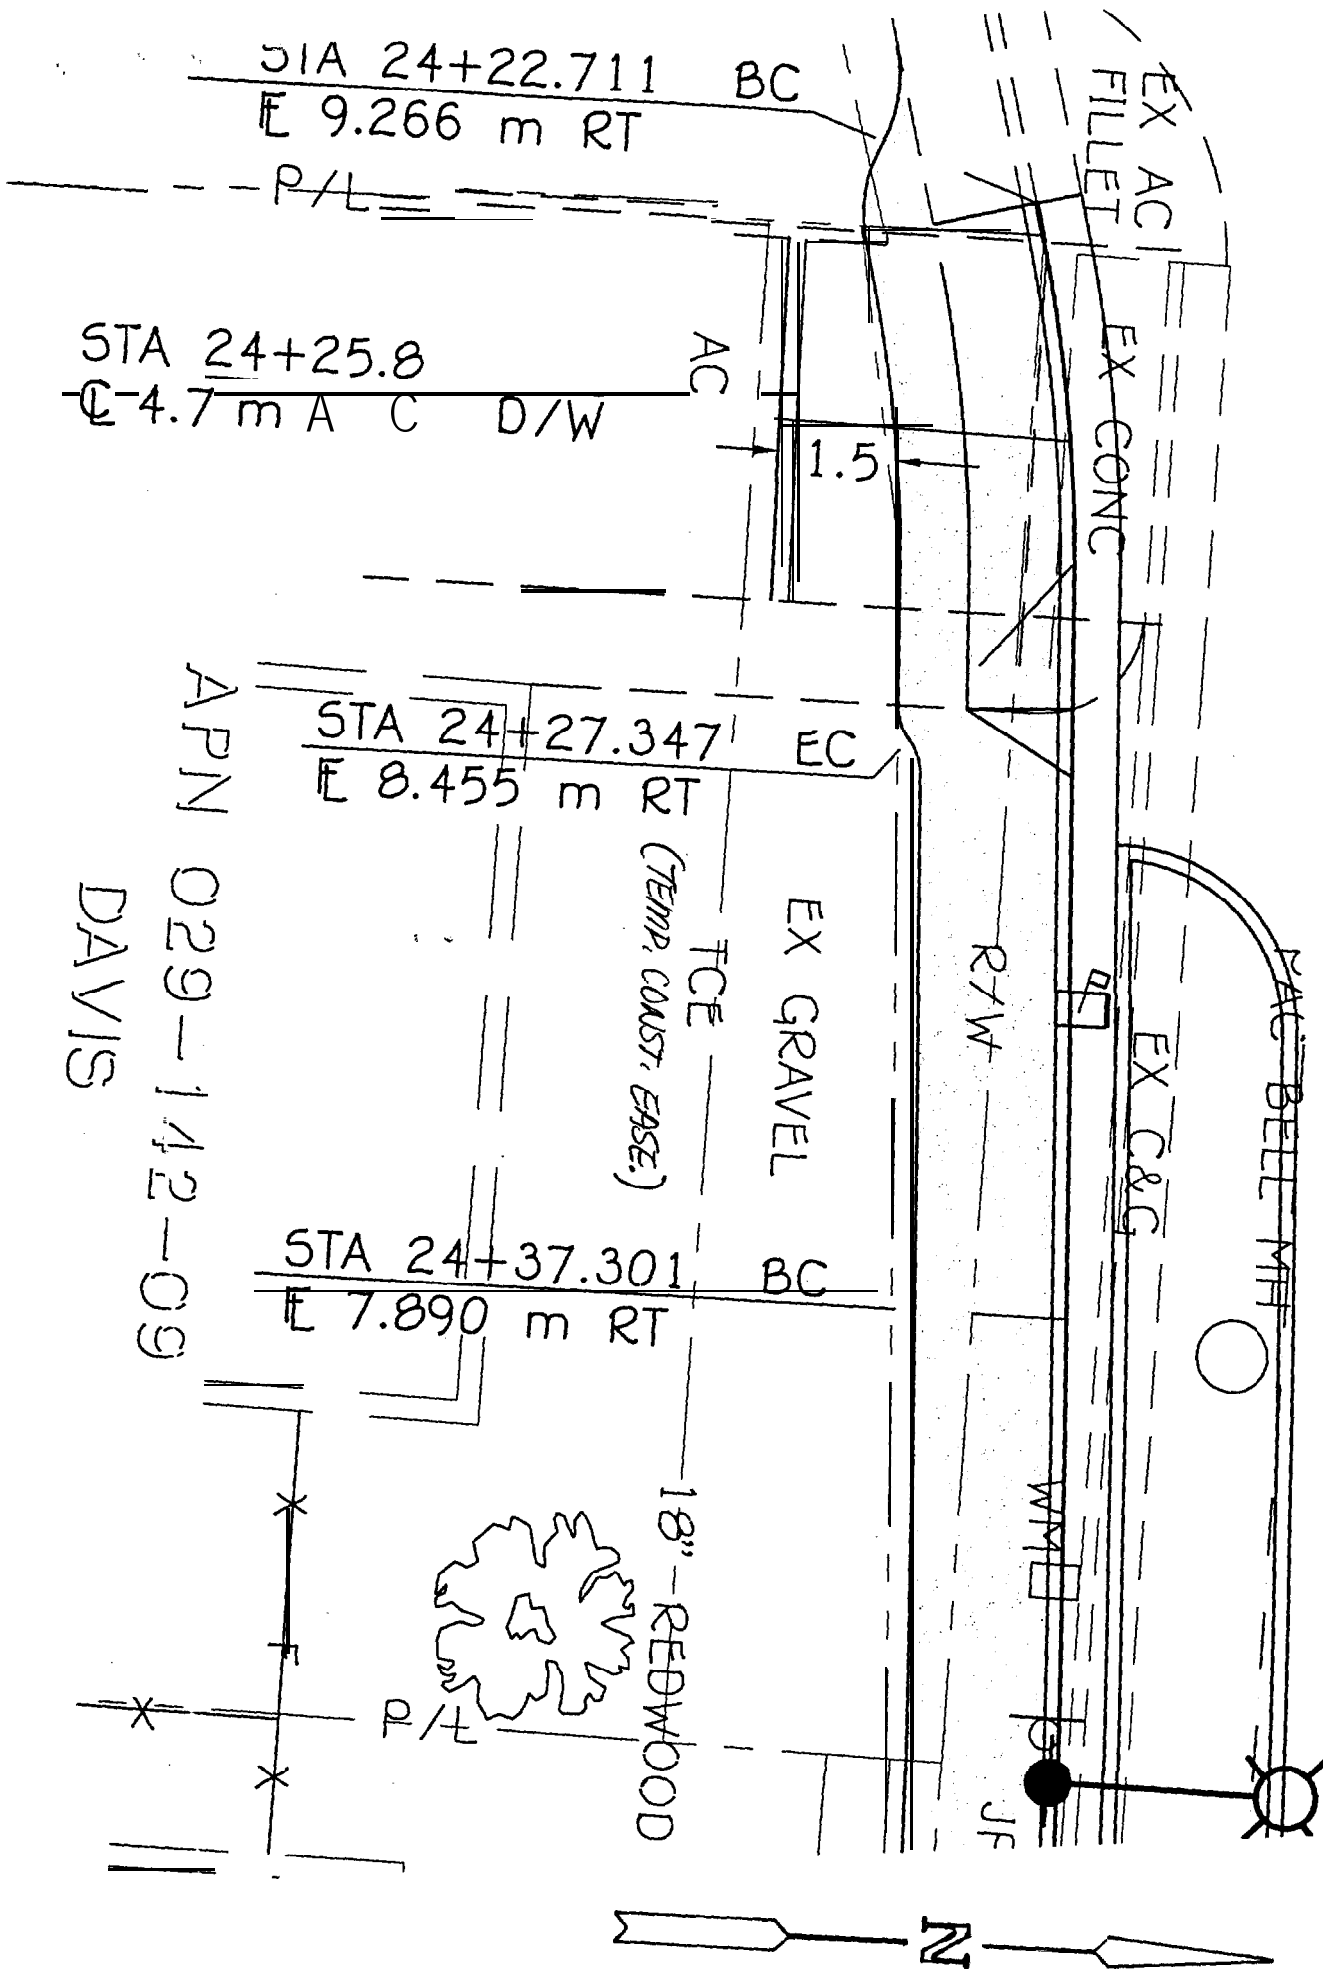 STA 24+22.711 BC
℄ 9.266 m RT
EX AC
FILLET
P/L
STA 24+25.8
℄ 4.7 m A C D/W
AC
EX CONC
1.5
STA 24+27.347 EC
℄ 8.455 m RT
APN 029-142-09
DAVIS
(TEMP. CONST. EASE.)
TCE
EX GRAVEL
R/W
EX C&G
PAC BELL MH
STA 24+37.301 BC
℄ 7.890 m RT
18" REDWOOD
WM
P/L
JP
N